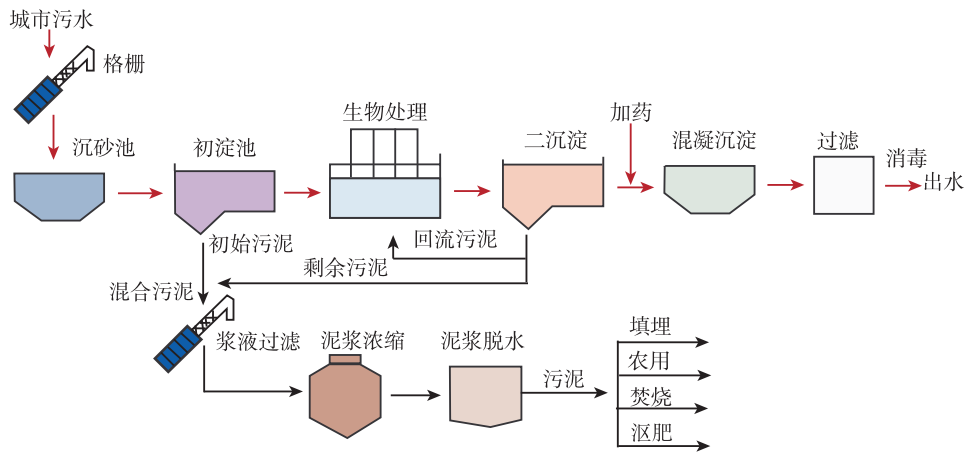 城市污水
格栅
沉砂池
初淀池
生物处理
二沉淀
加药
混凝沉淀
过滤
消毒
出水
初始污泥
回流污泥
剩余污泥
混合污泥
浆液过滤
泥浆浓缩
泥浆脱水
污泥
填埋
农用
焚烧
沤肥